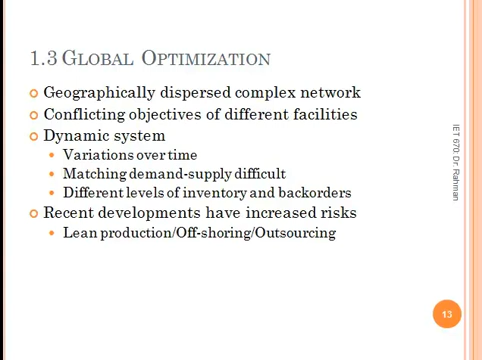 1.3 GLOBAL OPTIMIZATION
Geographically dispersed complex network
Conflicting objectives of different facilities
Dynamic system
Variations over time
Matching demand-supply difficult
Different levels of inventory and backorders
Recent developments have increased risks
Lean production/Off-shoring/Outsourcing
IET 670: Dr. Rahman
13